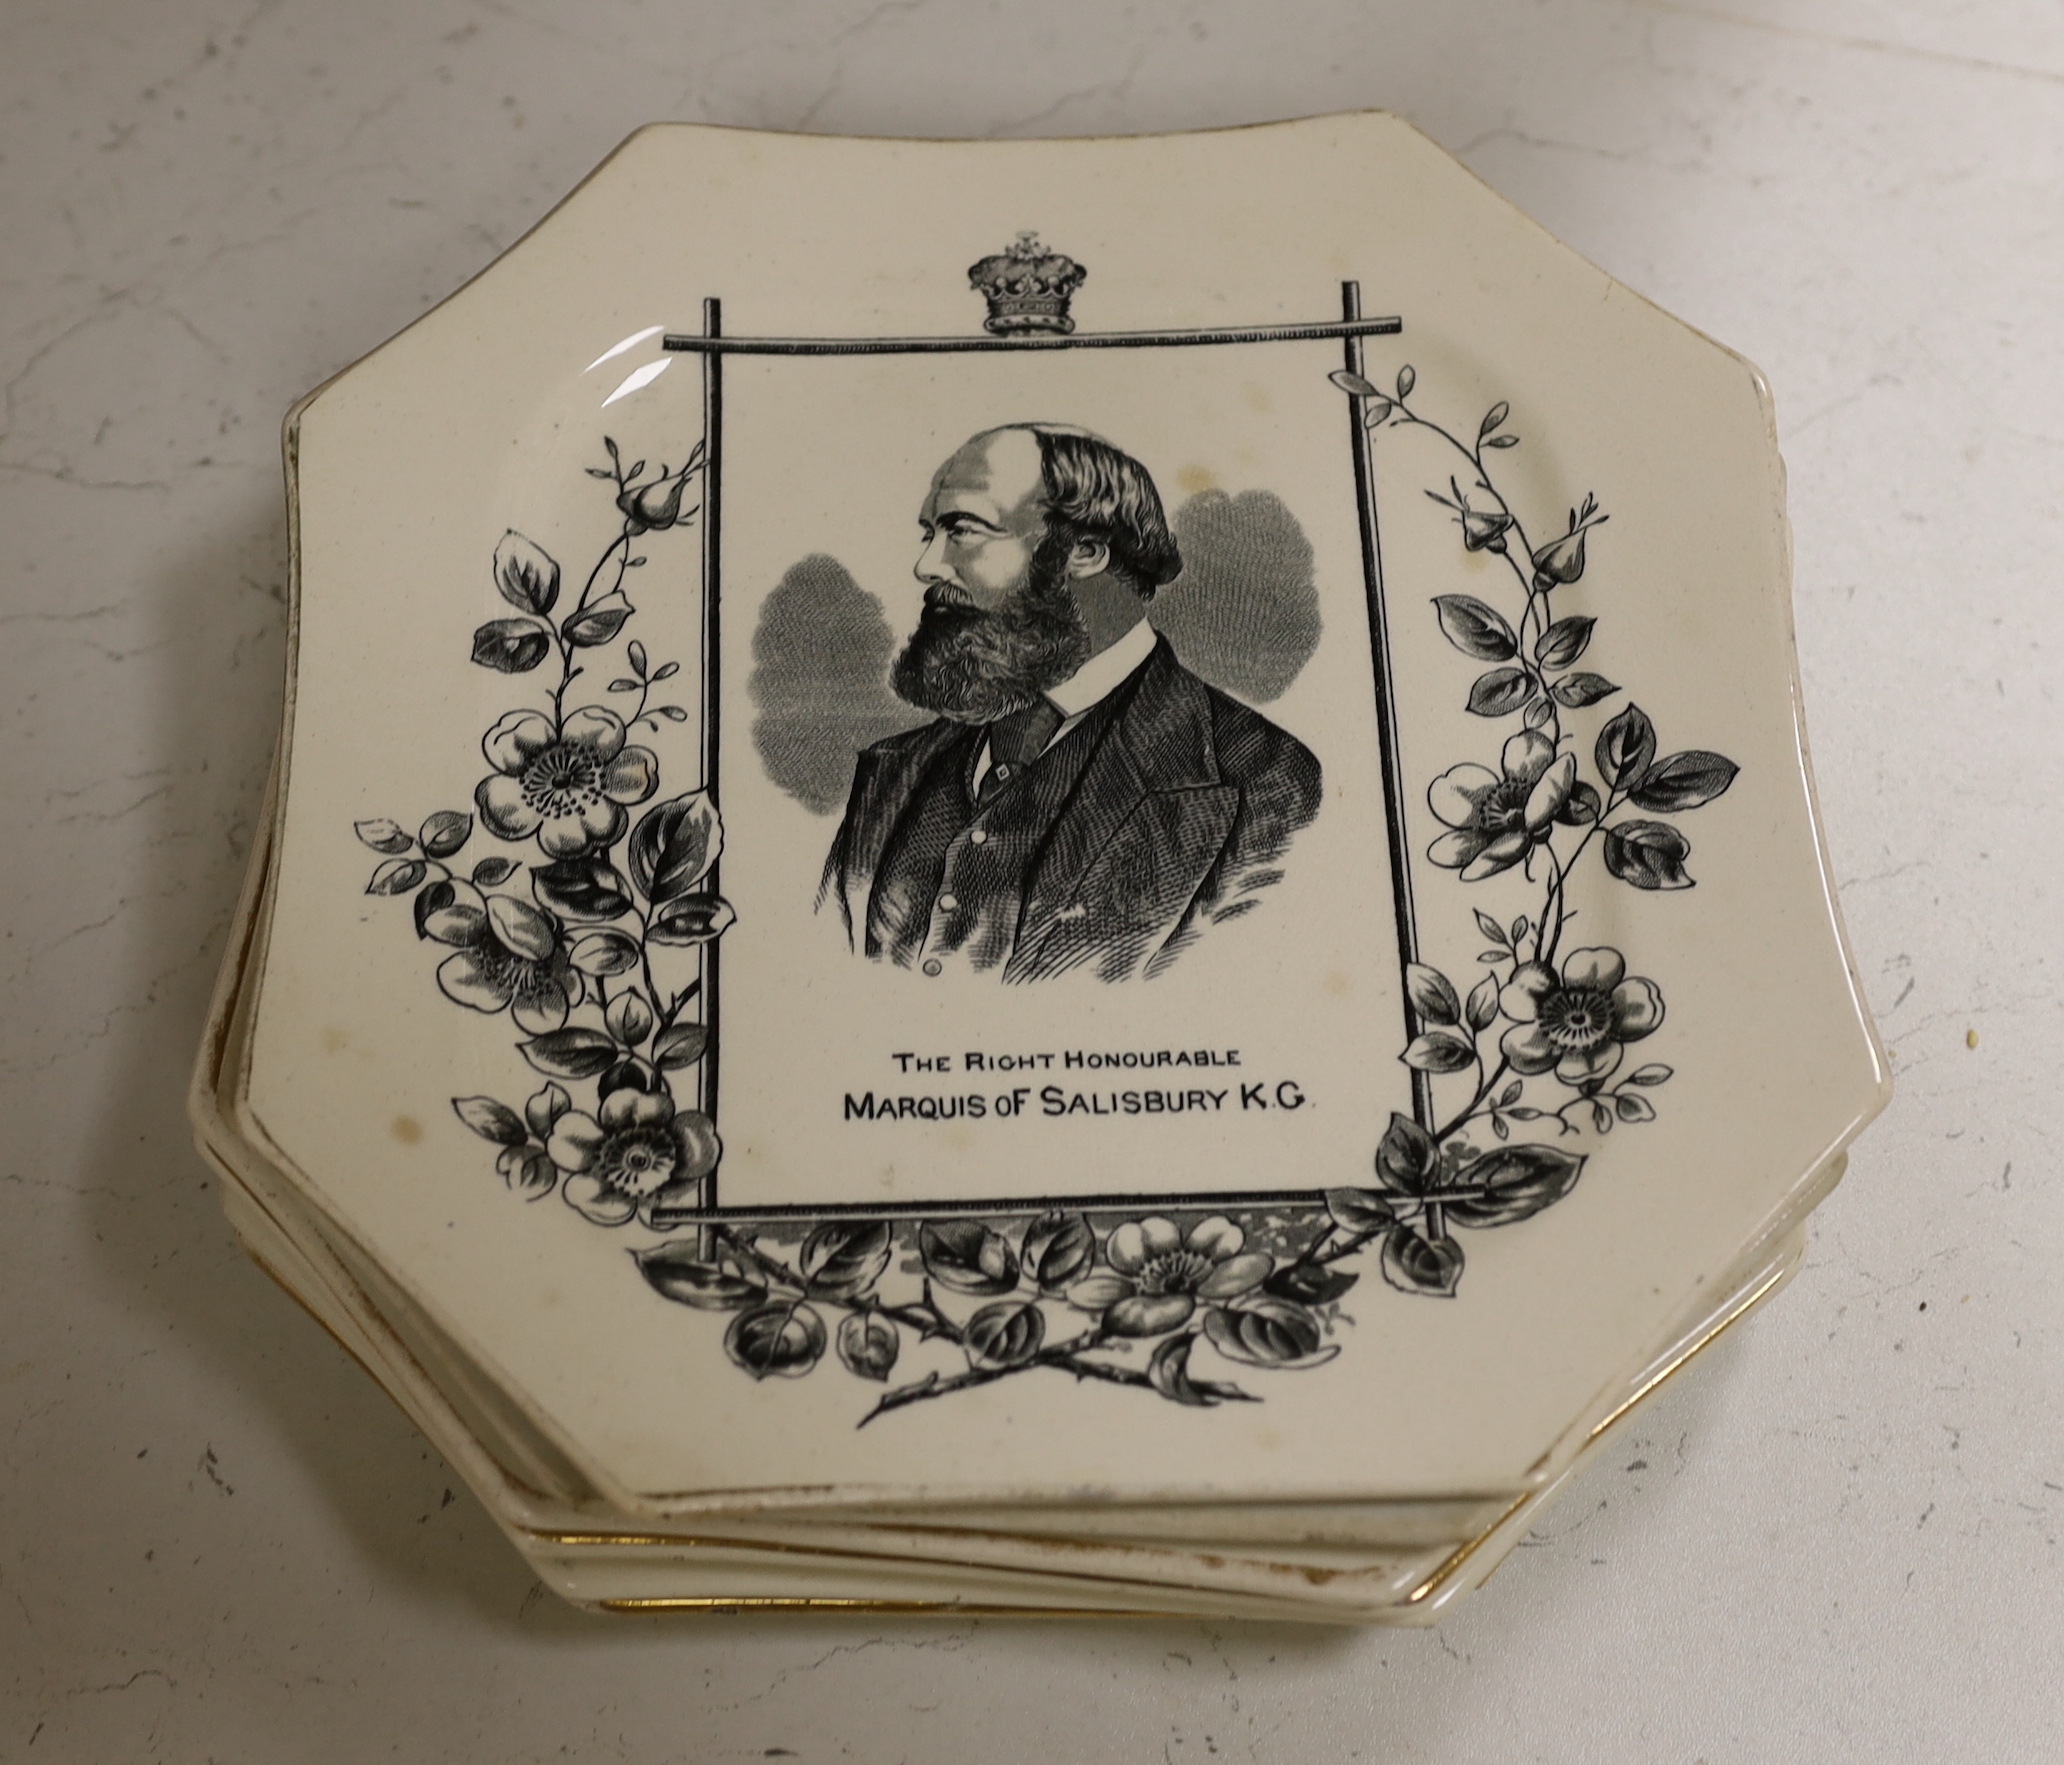 THE RIGHT HONOURABLE
MARQUIS OF SALISBURY K.G.